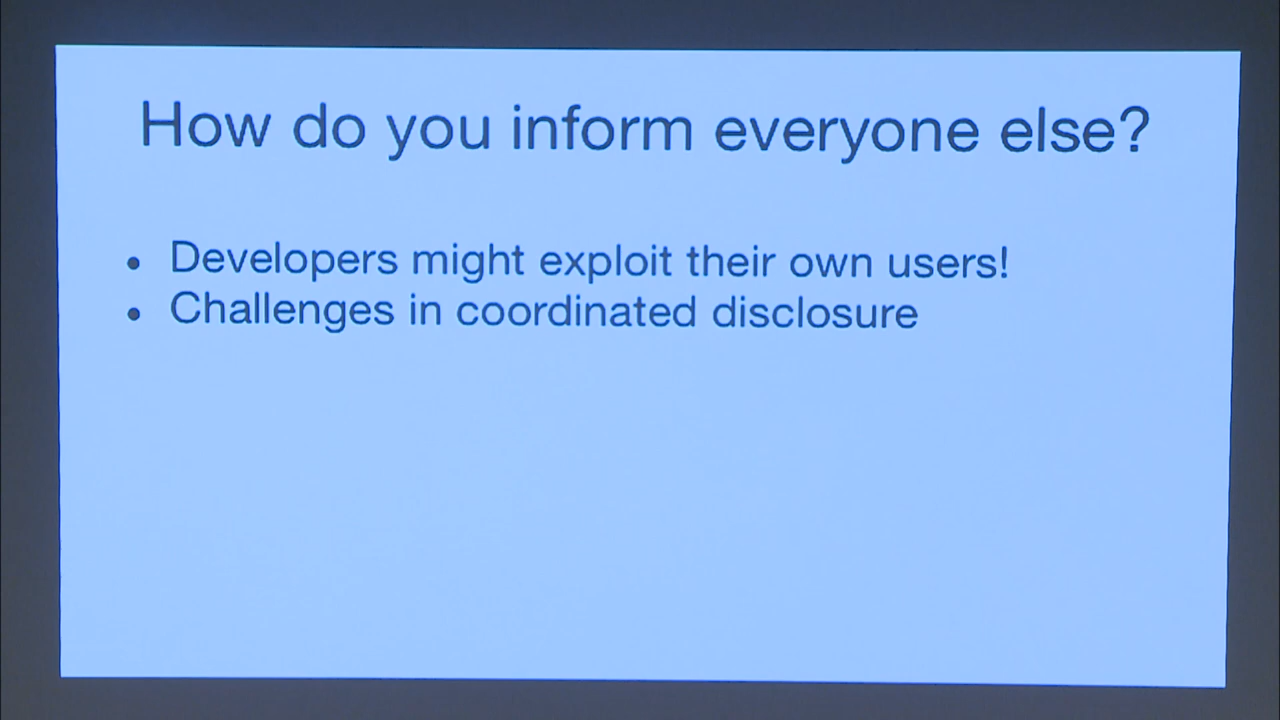 How do you inform everyone else?
• Developers might exploit their own users!
• Challenges in coordinated disclosure